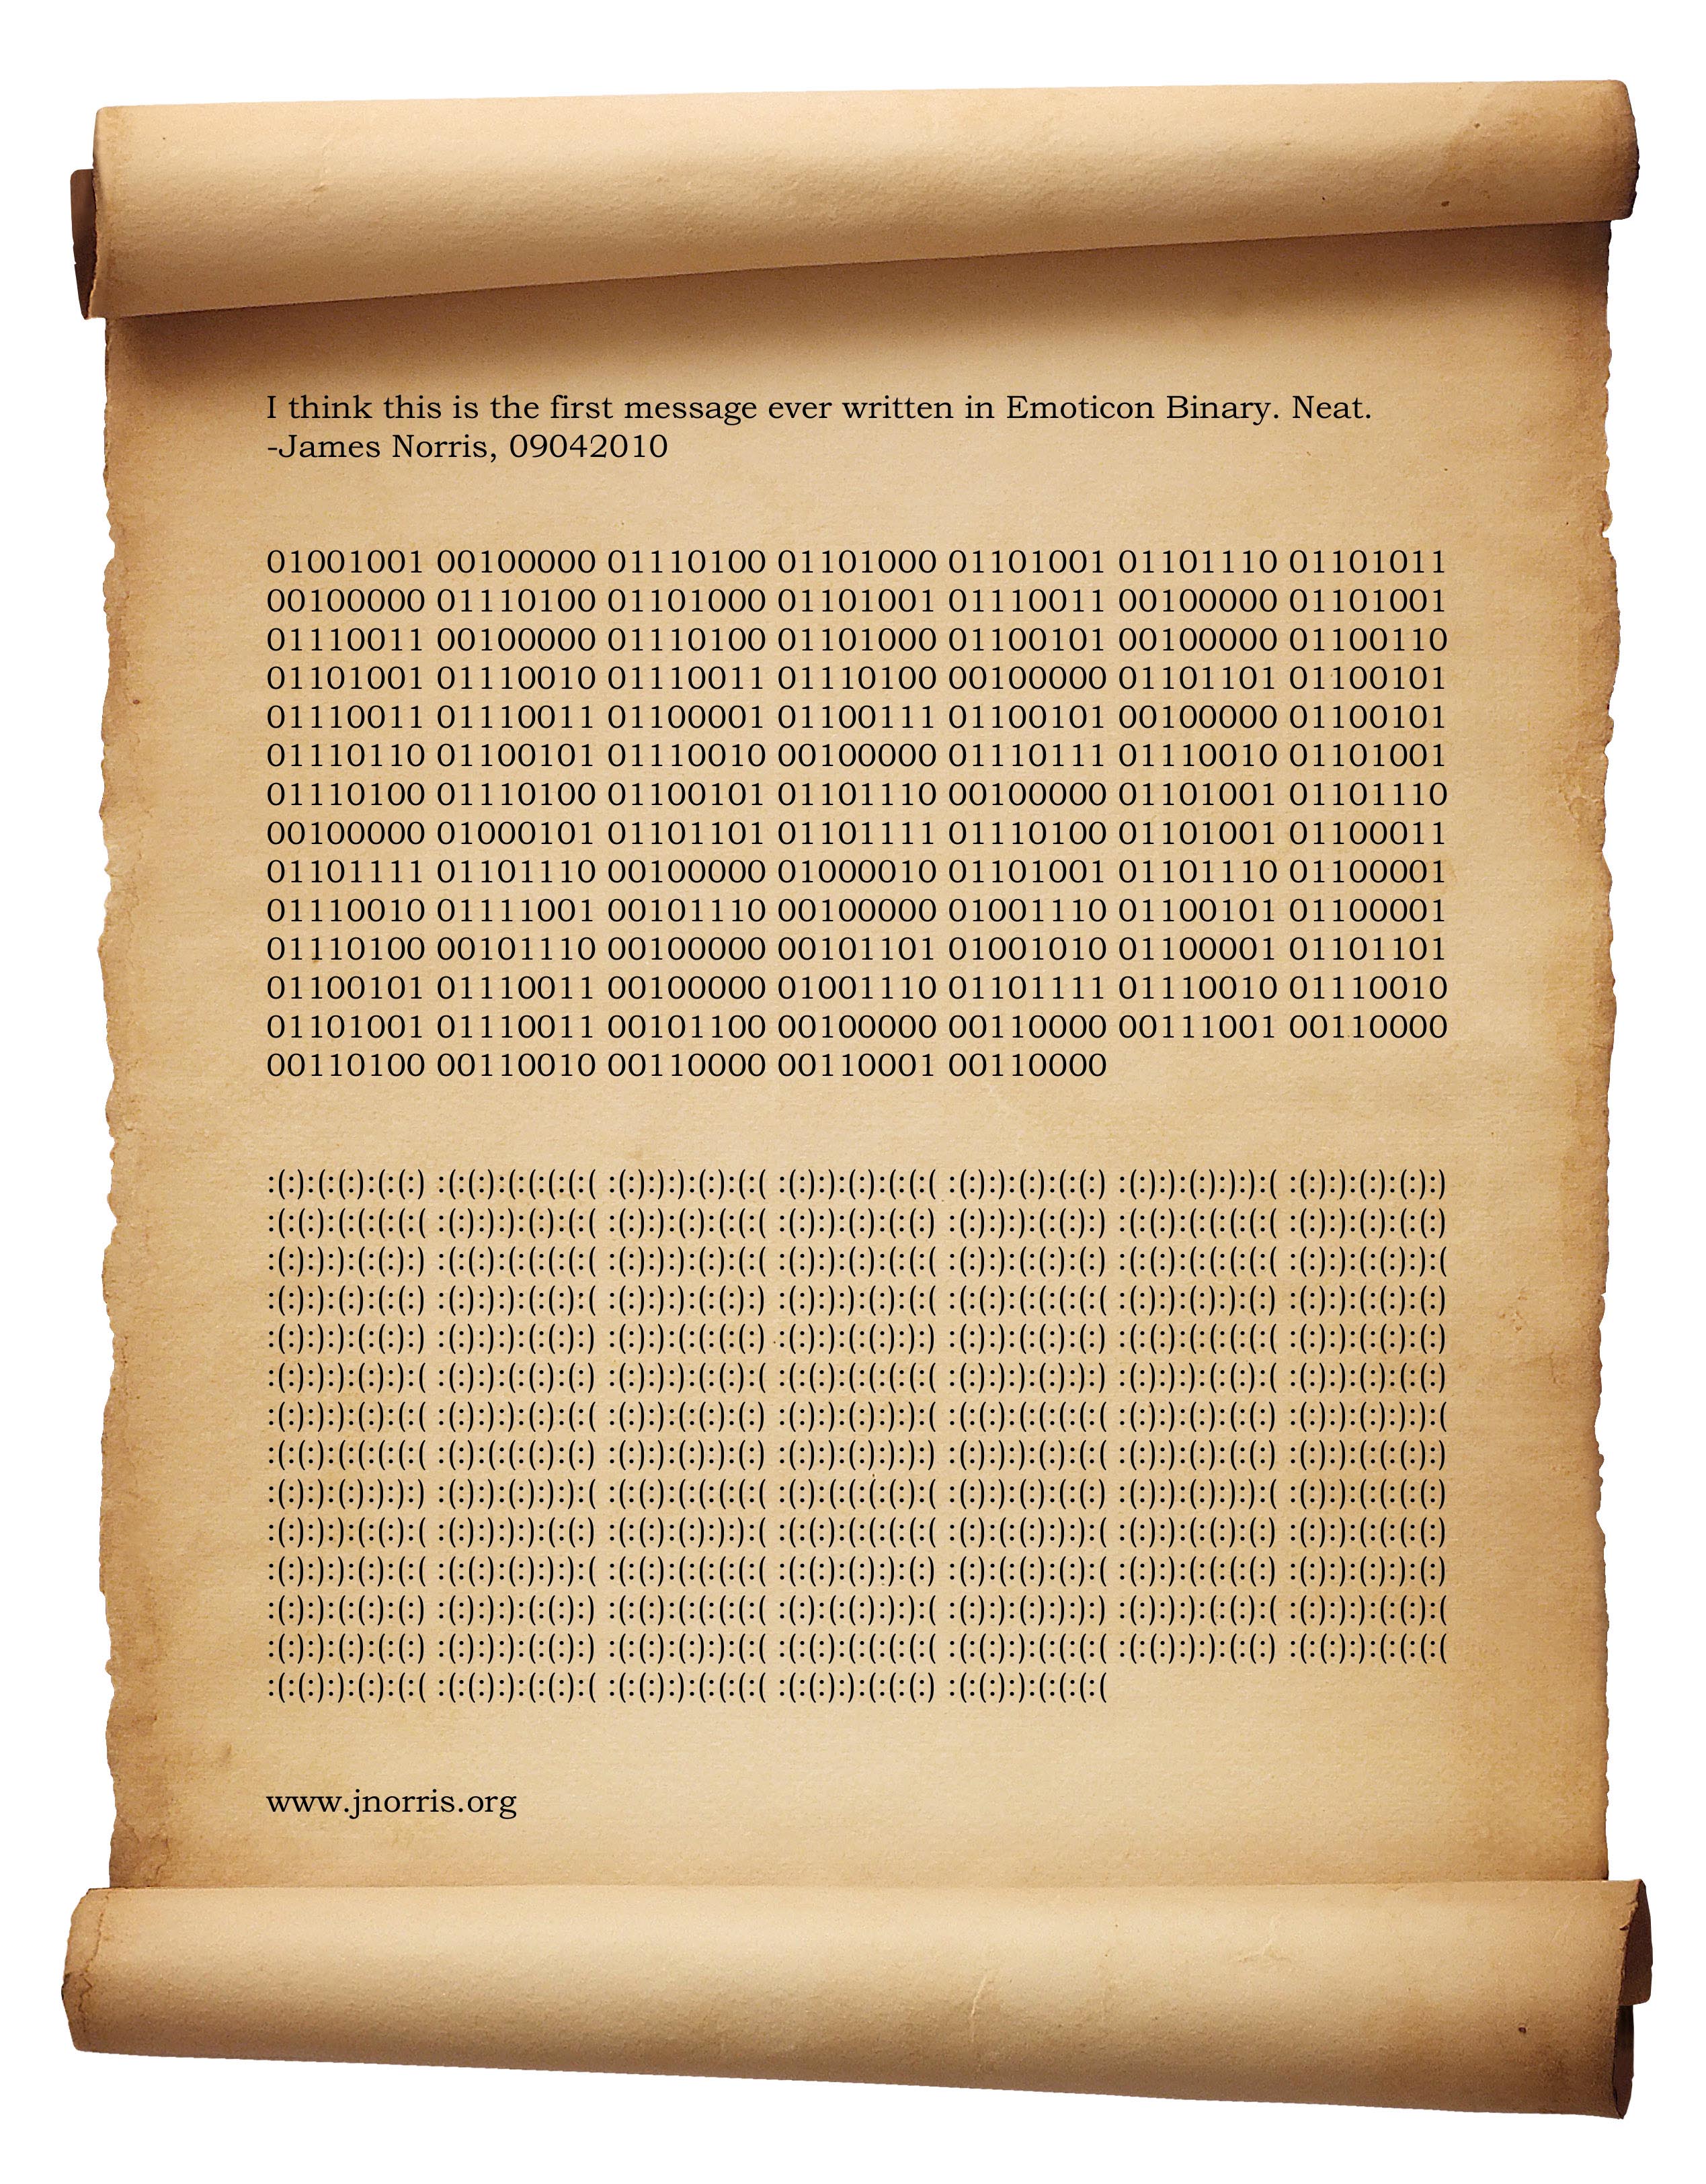 I think this is the first message ever written in Emoticon Binary. Neat.
-James Norris, 09042010
01001001 00100000 01110100 01101000 01101001 01101110 01101011
00100000 01110100 01101000 01101001 01110011 00100000 01101001
01110011 00100000 01110100 01101000 01100101 00100000 01100110
01101001 01110010 01110011 01110100 00100000 01101101 01100101
01110011 01110011 01100001 01100111 01100101 00100000 01100101
01110110 01100101 01110010 00100000 01110111 01110010 01101001
01110100 01110100 01100101 01101110 00100000 01101001 01101110
00100000 01000101 01101101 01101111 01110100 01101001 01100011
01101111 01101110 00100000 01000010 01101001 01101110 01100001
01110010 01111001 00101110 00100000 01001110 01100101 01100001
01110100 00101110 00100000 00101101 01001010 01100001 01101101
01100101 01110011 00100000 01001110 01101111 01110010 01110010
01101001 01110011 00101100 00100000 00110000 00111001 00110000
00110100 00110010 00110000 00110001 00110000
:(:):(:(:):(:(:) :(:(:):(:(:(:(:( :(:):):):(:):(:( :(:):):(:):(:(:( :(:):):(:):(:(:) :(:):):(:):):):( :(:):):(:):(:):)
:(:(:):(:(:(:(:( :(:):):):(:):(:( :(:):):(:):(:(:( :(:):):(:):(:(:) :(:):):):(:(:):) :(:(:):(:(:(:(:( :(:):):(:):(:(:)
:(:):):):(:(:):) :(:(:):(:(:(:(:( :(:):):):(:):(:( :(:):):(:):(:(:( :(:):):(:(:):(:) :(:(:):(:(:(:(:( :(:):):(:(:):):(
:(:):):(:):(:(:) :(:):):):(:(:):( :(:):):):(:(:):) :(:):):):(:):(:( :(:(:):(:(:(:(:( :(:):):(:):):(:) :(:):):(:(:):(:)
:(:):):):(:(:):) :(:):):):(:(:):) :(:):):(:(:(:(:) :(:):):(:(:):):) :(:):):(:(:):(:) :(:(:):(:(:(:(:( :(:):):(:(:):(:)
:(:):):):(:):):( :(:):):(:(:):(:) :(:):):):(:(:):( :(:(:):(:(:(:(:( :(:):):):(:):):) :(:):):):(:(:):( :(:):):(:):(:(:)
:(:):):):(:):(:( :(:):):):(:):(:( :(:):):(:(:):(:) :(:):):(:):):):( :(:(:):(:(:(:(:( :(:):):(:):(:(:) :(:):):(:):):):(
:(:(:):(:(:(:(:( :(:):(:(:(:):(:) :(:):):(:):):(:) :(:):):(:):):):) :(:):):):(:):(:( :(:):):(:):(:(:) :(:):):(:(:(:):)
:(:):):(:):):):) :(:):):(:):):):( :(:(:):(:(:(:(:( :(:):(:(:(:(:):( :(:):):(:):(:(:) :(:):):(:):):):( :(:):):(:(:(:(:)
:(:):):):(:(:):( :(:):):):):(:(:) :(:(:):(:):):):( :(:(:):(:(:(:(:( :(:):(:(:):):):( :(:):):(:(:):(:) :(:):):(:(:(:(:)
:(:):):):(:):(:( :(:(:):(:):):):( :(:(:):(:(:(:(:( :(:(:):(:):):(:) :(:):(:(:):(:):( :(:):):(:(:(:(:) :(:):):(:):):(:)
:(:):):(:(:):(:) :(:):):):(:(:):) :(:(:):(:(:(:(:( :(:):(:(:):):):( :(:):):(:):):):) :(:):):):(:(:):( :(:):):):(:(:):(
:(:):):(:):(:(:) :(:):):):(:(:):) :(:(:):(:):):(:( :(:(:):(:(:(:(:( :(:(:):):(:(:(:( :(:(:):):):(:(:) :(:(:):):(:(:(:(
:(:(:):):(:):(:( :(:(:):):(:(:):( :(:(:):):(:(:(:( :(:(:):):(:(:(:) :(:(:):):(:(:(:(
www.jnorris.org